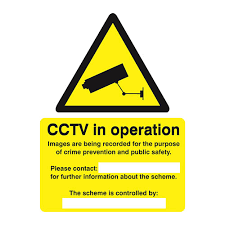 CCTV in operation
Images are being recorded for the purpose
of crime prevention and public safety.
Please contact:
for further information about the scheme.
The scheme is controlled by: